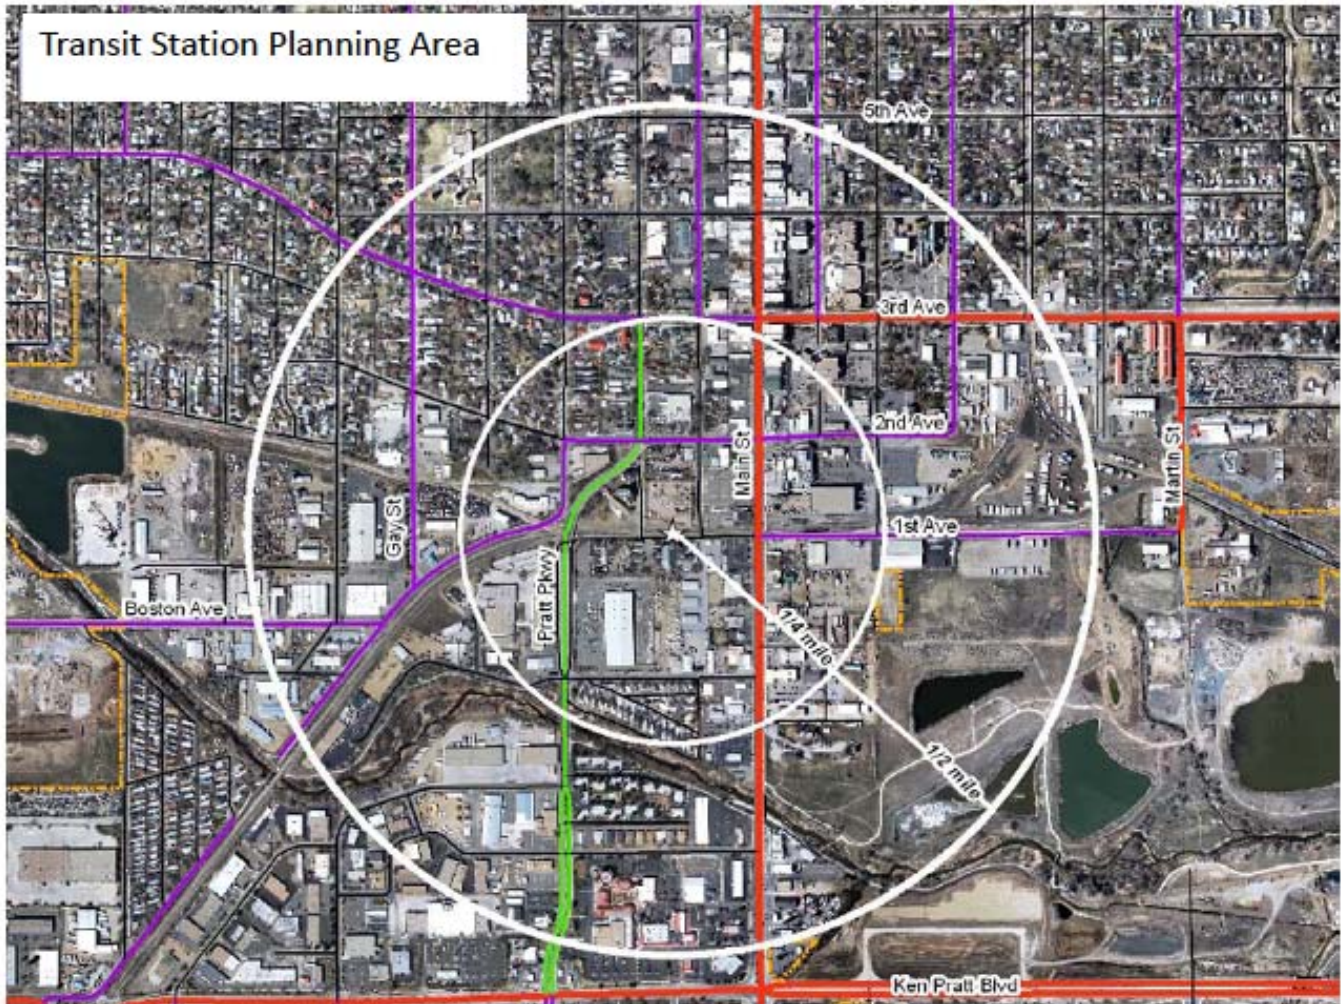 Transit Station Planning Area
5th Ave
3rd Ave
2nd Ave
Main St
Martin St
1st Ave
Gay St
Pratt Pkwy
Boston Ave
1/4 mile
1/2 mile
Ken Pratt Blvd